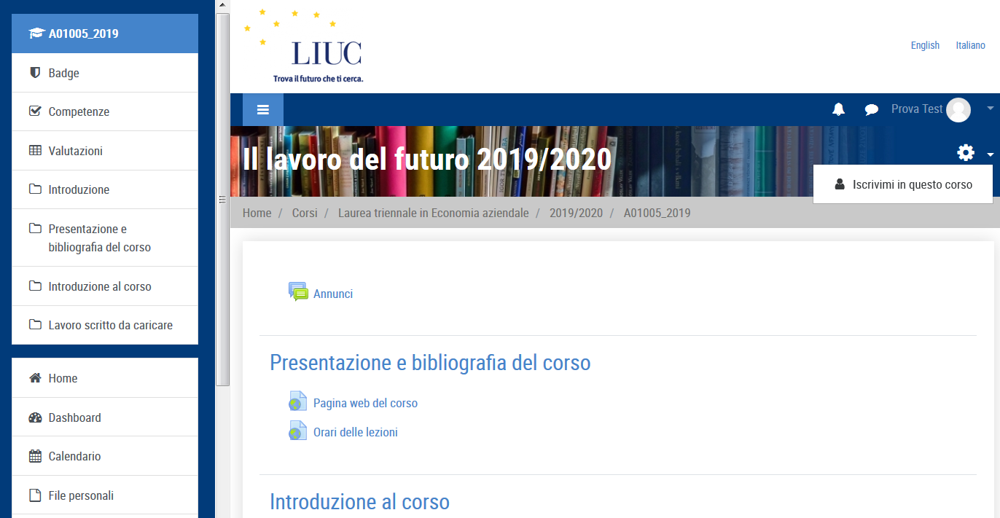 A01005_2019
Badge
Competenze
Valutazioni
Introduzione
Presentazione e
bibliografia del corso
Introduzione al corso
Lavoro scritto da caricare
Home
Dashboard
Calendario
File personali
LIUC
Trova il futuro che ti cerca.
English Italiano
Prova Test
Il lavoro del futuro 2019/2020
Iscrivimi in questo corso
Home / Corsi / Laurea triennale in Economia aziendale / 2019/2020 / A01005_2019
Annunci
Presentazione e bibliografia del corso
Pagina web del corso
Orari delle lezioni
Introduzione al corso